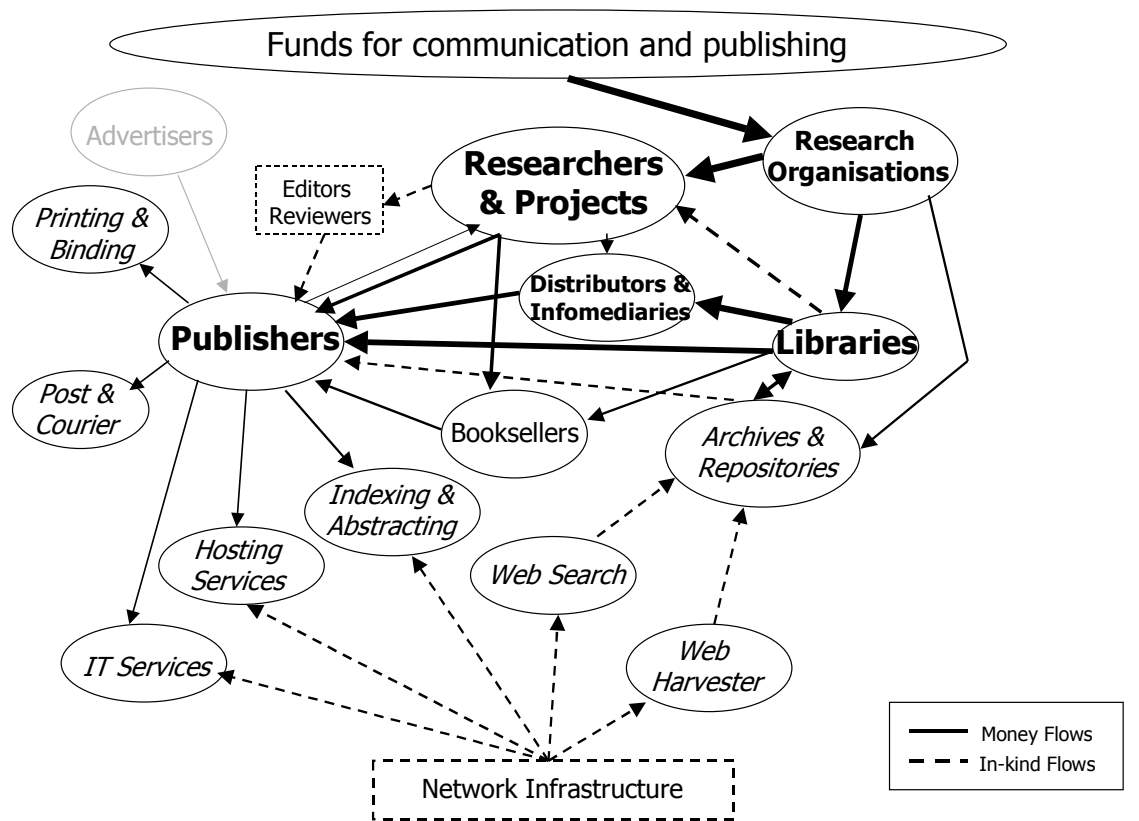 Funds for communication and publishing
Advertisers
Research
Organisations
Researchers
& Projects
Editors
Reviewers
Printing &
Binding
Distributors &
Infomediaries
Publishers
Libraries
Post &
Courier
Booksellers
Archives &
Repositories
Indexing &
Abstracting
Hosting
Services
Web Search
IT Services
Web
Harvester
Money Flows
In-kind Flows
Network Infrastructure